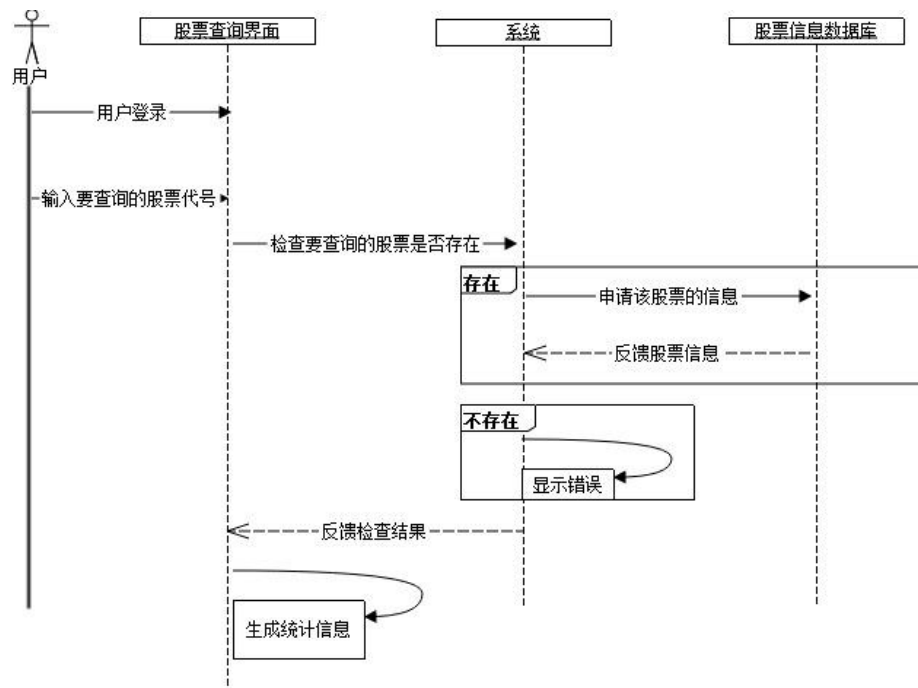 股票查询界面
系统
股票信息数据库
用户
用户登录
输入要查询的股票代号
检查要查询的股票是否存在
存在
申请该股票的信息
反馈股票信息
不存在
显示错误
反馈检查结果
生成统计信息